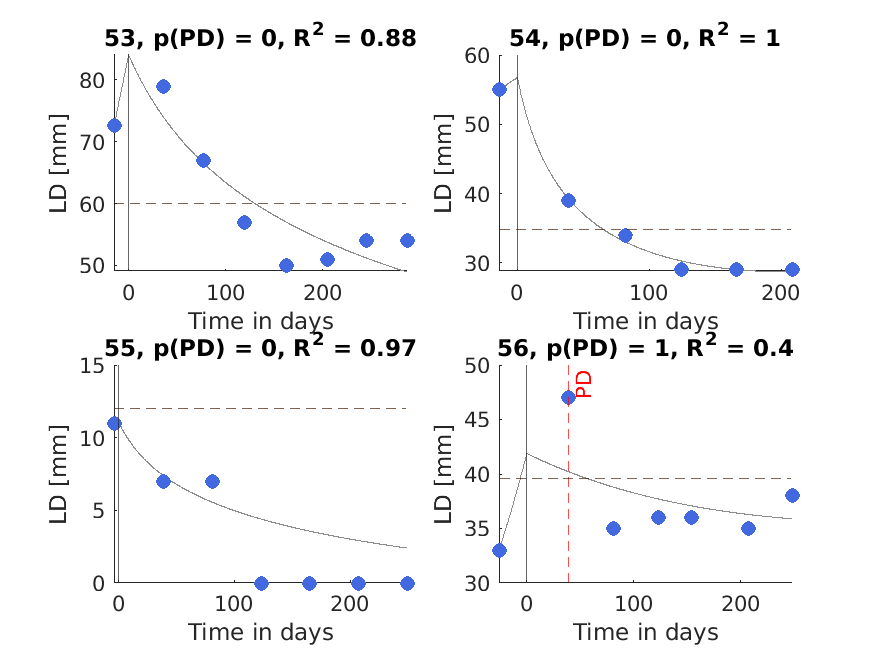 53, p(PD) = 0, R² = 0.88
LD [mm]
80
70
60
50
0
100
200
Time in days
54, p(PD) = 0, R² = 1
LD [mm]
60
50
40
30
0
100
200
Time in days
55, p(PD) = 0, R² = 0.97
LD [mm]
15
10
5
0
0
100
200
Time in days
56, p(PD) = 1, R² = 0.4
LD [mm]
50
45
40
35
30
PD
0
100
200
Time in days